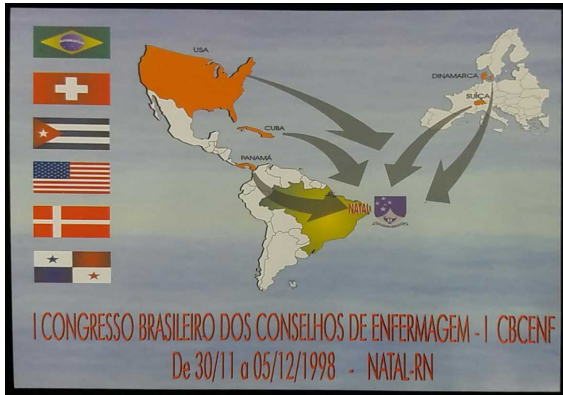 USA
DINAMARCA
SUÍÇA
CUBA
PANAMÁ
NATAL
I CONGRESSO BRASILEIRO DOS CONSELHOS DE ENFERMAGEM - I CBCENF
De 30/11 a 05/12/1998 - NATAL-RN